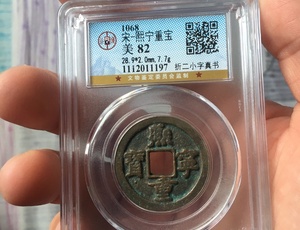 1068
宋-熙宁重宝
美 82
28.9*2.0mm,7.7g
1112011197 折二小字真书
熙
寶 寧
重